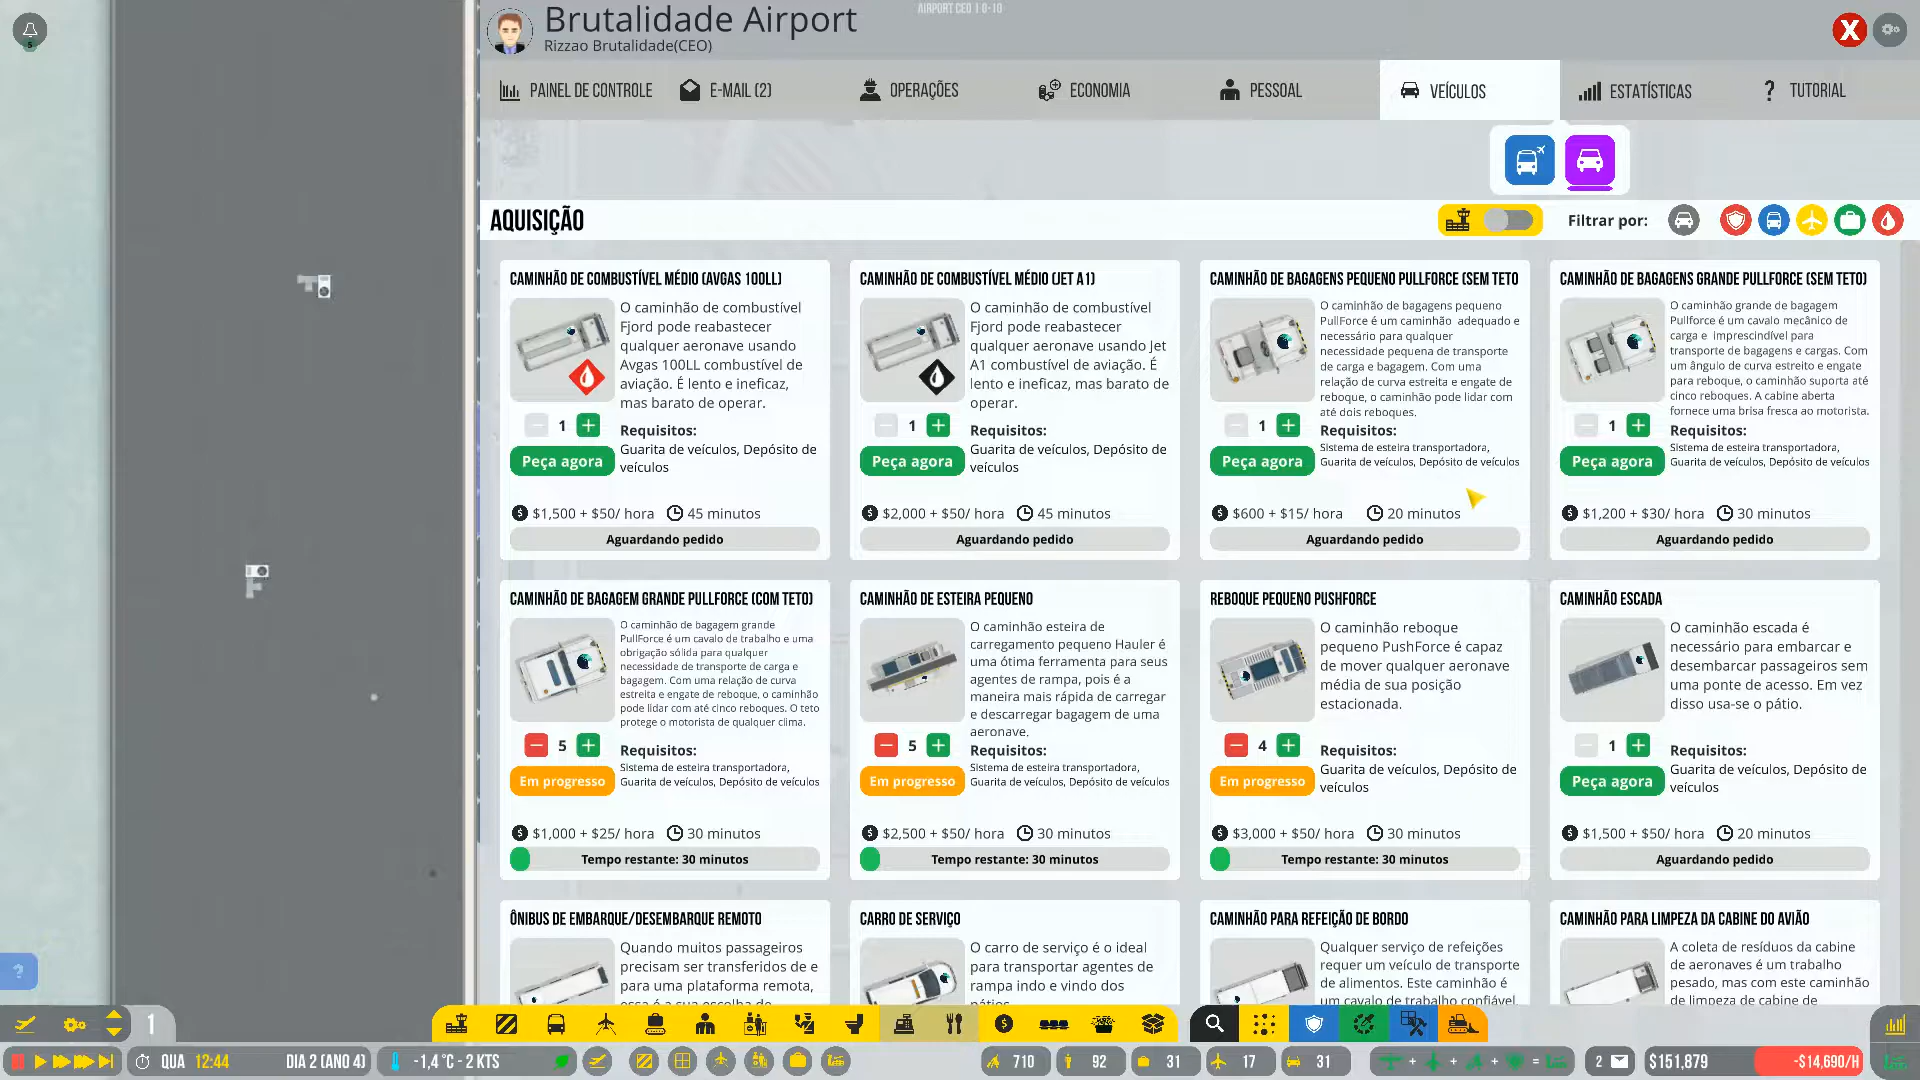 AIRPORT CEO | 0-18
Brutalidade Airport
Rizzao Brutalidade(CEO)
X
PAINEL DE CONTROLE
E-MAIL (2)
OPERAÇÕES
ECONOMIA
PESSOAL
VEÍCULOS
ESTATÍSTICAS
? TUTORIAL
AQUISIÇÃO
Filtrar por:
CAMINHÃO DE COMBUSTÍVEL MÉDIO (AVGAS 100LL)
O caminhão de combustível
Fjord pode reabastecer
qualquer aeronave usando
Avgas 100LL combustível de
aviação. É lento e ineficaz,
mas barato de operar.
1
Peça agora
Requisitos:
Guarita de veículos, Depósito de
veículos
$1,500 + $50/ hora
45 minutos
Aguardando pedido
CAMINHÃO DE COMBUSTÍVEL MÉDIO (JET A1)
O caminhão de combustível
Fjord pode reabastecer
qualquer aeronave usando Jet
A1 combustível de aviação. É
lento e ineficaz, mas barato de
operar.
1
Peça agora
Requisitos:
Guarita de veículos, Depósito de
veículos
$2,000 + $50/ hora
45 minutos
Aguardando pedido
CAMINHÃO DE BAGAGENS PEQUENO PULLFORCE (SEM TETO
O caminhão de bagagens pequeno
PullForce é um caminhão adequado e
necessário para qualquer
necessidade pequena de transporte
de carga e bagagem. Com uma
relação de curva estreita e engate de
reboque, o caminhão pode lidar com
até dois reboques.
1
Peça agora
Requisitos:
Sistema de esteira transportadora,
Guarita de veículos, Depósito de veículos
$600 + $15/ hora
20 minutos
Aguardando pedido
CAMINHÃO DE BAGAGENS GRANDE PULLFORCE (SEM TETO)
O caminhão grande de bagagem
Pullforce é um cavalo mecânico de
carga e imprescindível para
transporte de bagagens e cargas. Com
um ângulo de curva estreito e engate
para reboque, o caminhão suporta até
cinco reboques. A cabine aberta
fornece uma brisa fresca ao motorista.
1
Peça agora
Requisitos:
Sistema de esteira transportadora,
Guarita de veículos, Depósito de veículos
$1,200 + $30/ hora
30 minutos
Aguardando pedido
CAMINHÃO DE BAGAGEM GRANDE PULLFORCE (COM TETO)
O caminhão de bagagem grande
PullForce é um cavalo de trabalho e uma
obrigação sólida para qualquer
necessidade de transporte de carga e
bagagem. Com uma relação de curva
estreita e engate de reboque, o caminhão
pode lidar com até cinco reboques. O teto
protege o motorista de qualquer clima.
5
Em progresso
Requisitos:
Sistema de esteira transportadora,
Guarita de veículos, Depósito de veículos
$1,000 + $25/ hora
30 minutos
Tempo restante: 30 minutos
CAMINHÃO DE ESTEIRA PEQUENO
O caminhão esteira de
carregamento pequeno Hauler é
uma ótima ferramenta para seus
agentes de rampa, pois é a
maneira mais rápida de carregar
e descarregar bagagem de uma
aeronave.
5
Em progresso
Requisitos:
Sistema de esteira transportadora,
Guarita de veículos, Depósito de veículos
$2,500 + $50/ hora
30 minutos
Tempo restante: 30 minutos
REBOQUE PEQUENO PUSHFORCE
O caminhão reboque
pequeno PushForce é capaz
de mover qualquer aeronave
média de sua posição
estacionada.
4
Em progresso
Requisitos:
Guarita de veículos, Depósito de
veículos
$3,000 + $50/ hora
30 minutos
Tempo restante: 30 minutos
CAMINHÃO ESCADA
O caminhão escada é
necessário para embarcar e
desembarcar passageiros sem
uma ponte de acesso. Em vez
disso usa-se o pátio.
1
Peça agora
Requisitos:
Guarita de veículos, Depósito de
veículos
$1,500 + $50/ hora
20 minutos
Aguardando pedido
ÔNIBUS DE EMBARQUE/DESEMBARQUE REMOTO
Quando muitos passageiros
precisam ser transferidos de e
para uma plataforma remota,
essa é a sua escolha de
CARRO DE SERVIÇO
O carro de serviço é o ideal
para transportar agentes de
rampa indo e vindo dos
pátios.
CAMINHÃO PARA REFEIÇÃO DE BORDO
Qualquer serviço de refeições
requer um veículo de transporte
de alimentos. Este caminhão é
um cavalo de trabalho confiável,
CAMINHÃO PARA LIMPEZA DA CABINE DO AVIÃO
A coleta de resíduos da cabine
de aeronaves é um trabalho
pesado, mas com este caminhão
de limpeza de cabine de
?
1
QUA 12:44
DIA 2 (ANO 4)
-1,4 °C - 2 KTS
710
92
31
17
31
2
$151,879
-$14,690/H